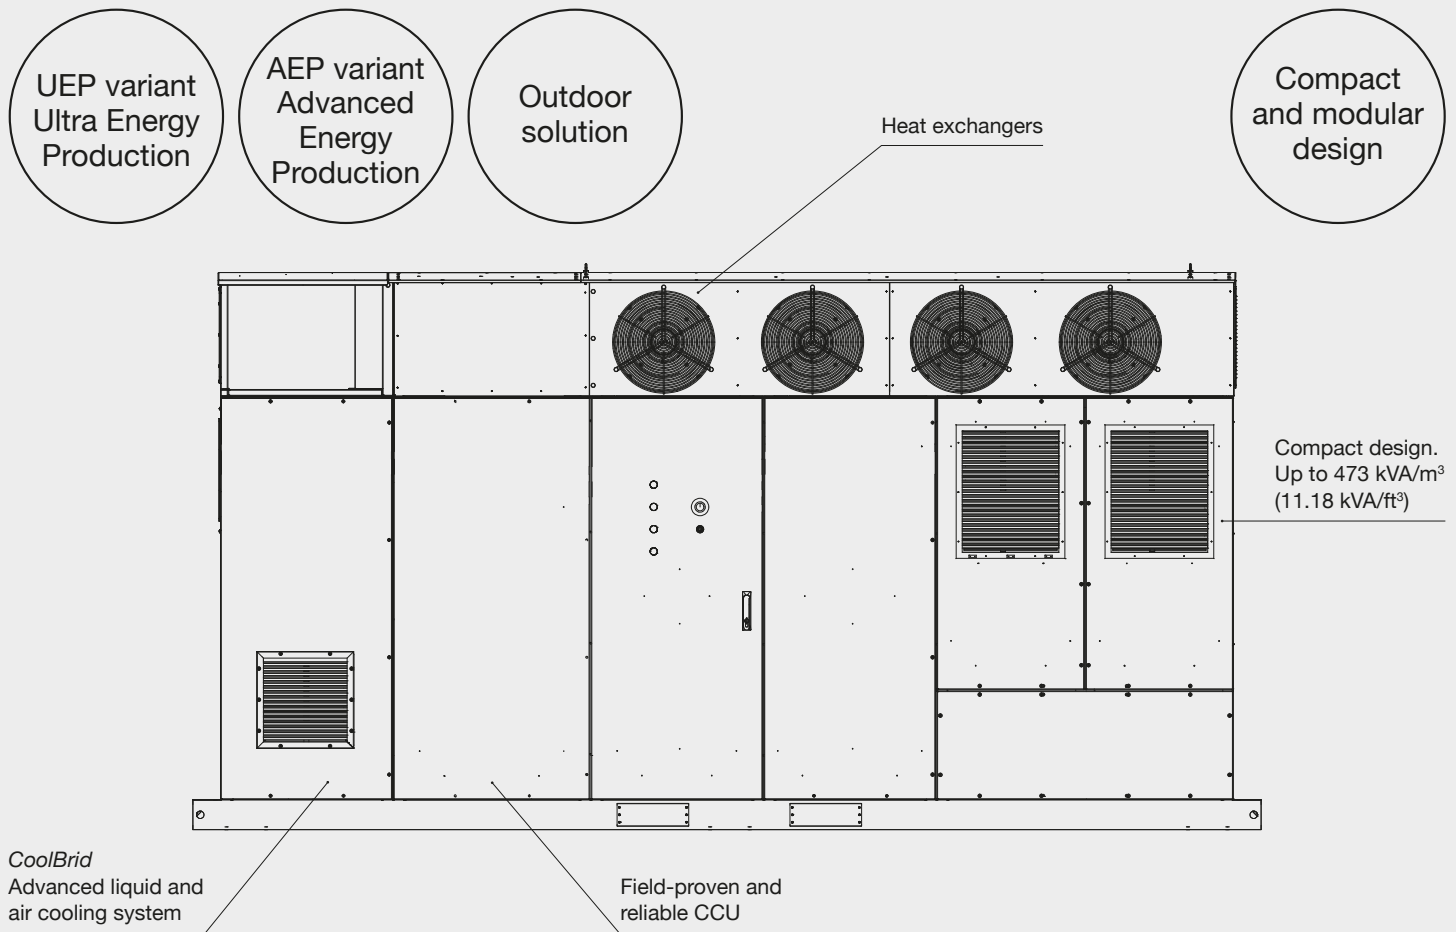 UEP variant
Ultra Energy
Production
AEP variant
Advanced
Energy
Production
Outdoor
solution
Compact
and modular
design
Heat exchangers
Compact design.
Up to 473 kVA/m³
(11.18 kVA/ft³)
CoolBrid
Advanced liquid and
air cooling system
Field-proven and
reliable CCU